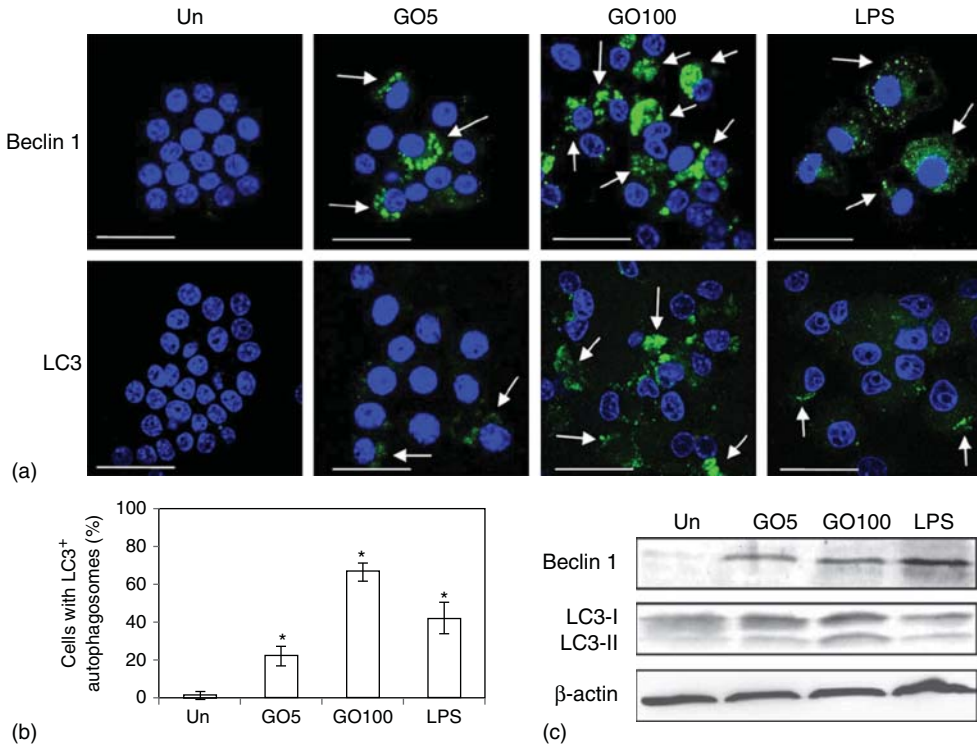 Un GO5 GO100 LPS
Beclin 1
LC3
(a)
100
80
60
40
20
0
Cells with LC3⁺
autophagosomes (%)
* * * 
Un GO5 GO100 LPS
(b)
Un GO5 GO100 LPS
Beclin 1
LC3-I
LC3-II
β-actin
(c)